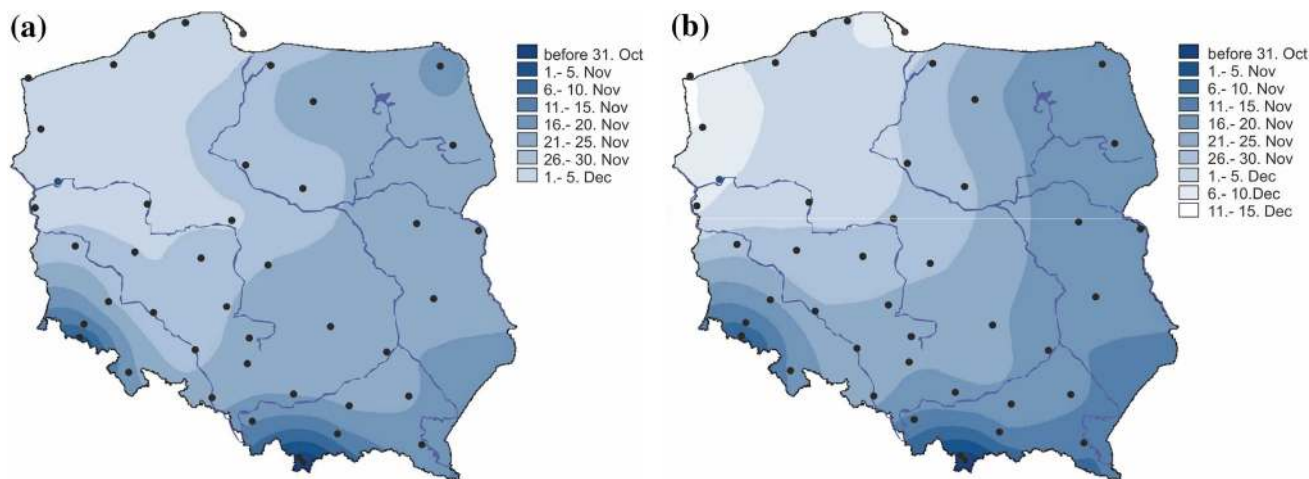 (a)
before 31. Oct
1.- 5. Nov
6.- 10. Nov
11.- 15. Nov
16.- 20. Nov
21.- 25. Nov
26.- 30. Nov
1.- 5. Dec
(b)
before 31. Oct
1.- 5. Nov
6.- 10. Nov
11.- 15. Nov
16.- 20. Nov
21.- 25. Nov
26.- 30. Nov
1.- 5. Dec
6.- 10.Dec
11.- 15. Dec